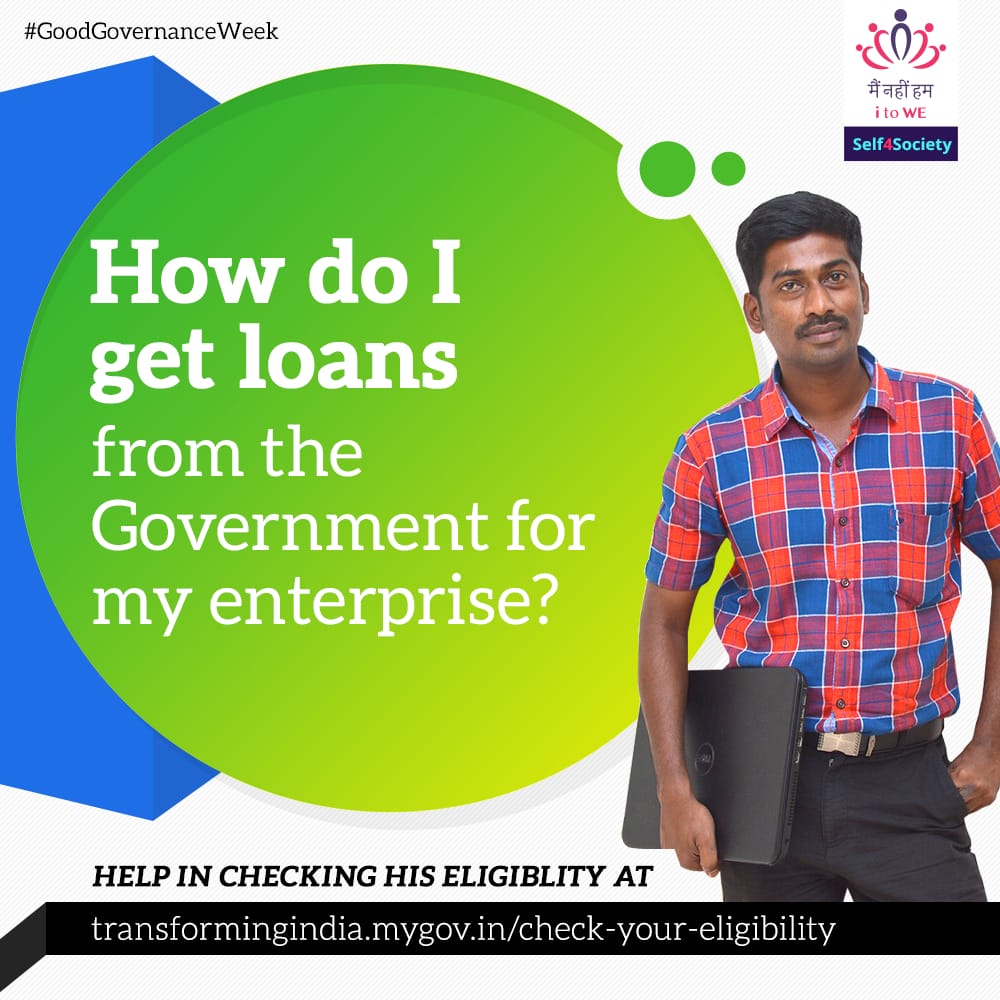 #GoodGovernanceWeek
मैं नहीं हम
i to WE
Self4Society
How do I
get loans
from the
Government for
my enterprise?
HELP IN CHECKING HIS ELIGIBLITY AT
transformingindia.mygov.in/check-your-eligibility